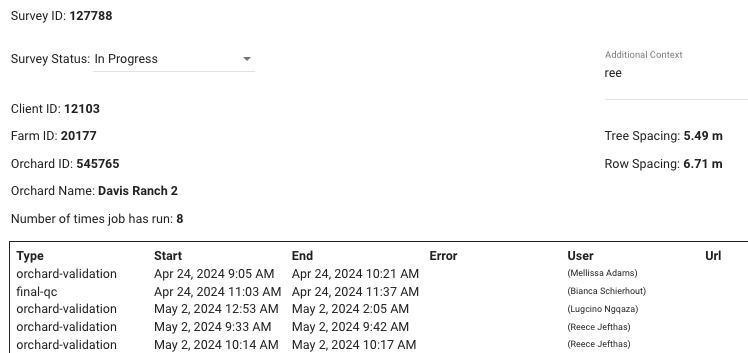 Survey ID: 127788
Survey Status: In Progress
Additional Context
ree
Client ID: 12103
Farm ID: 20177
Tree Spacing: 5.49 m
Orchard ID: 545765
Row Spacing: 6.71 m
Orchard Name: Davis Ranch 2
Number of times job has run: 8
Type Start End Error User Url
orchard-validation Apr 24, 2024 9:05 AM Apr 24, 2024 10:21 AM (Mellissa Adams)
final-qc Apr 24, 2024 11:03 AM Apr 24, 2024 11:37 AM (Bianca Schierhout)
orchard-validation May 2, 2024 12:53 AM May 2, 2024 2:05 AM (Lugcino Ngqaza)
orchard-validation May 2, 2024 9:33 AM May 2, 2024 9:42 AM (Reece Jefthas)
orchard-validation May 2, 2024 10:14 AM May 2, 2024 10:17 AM (Reece Jefthas)